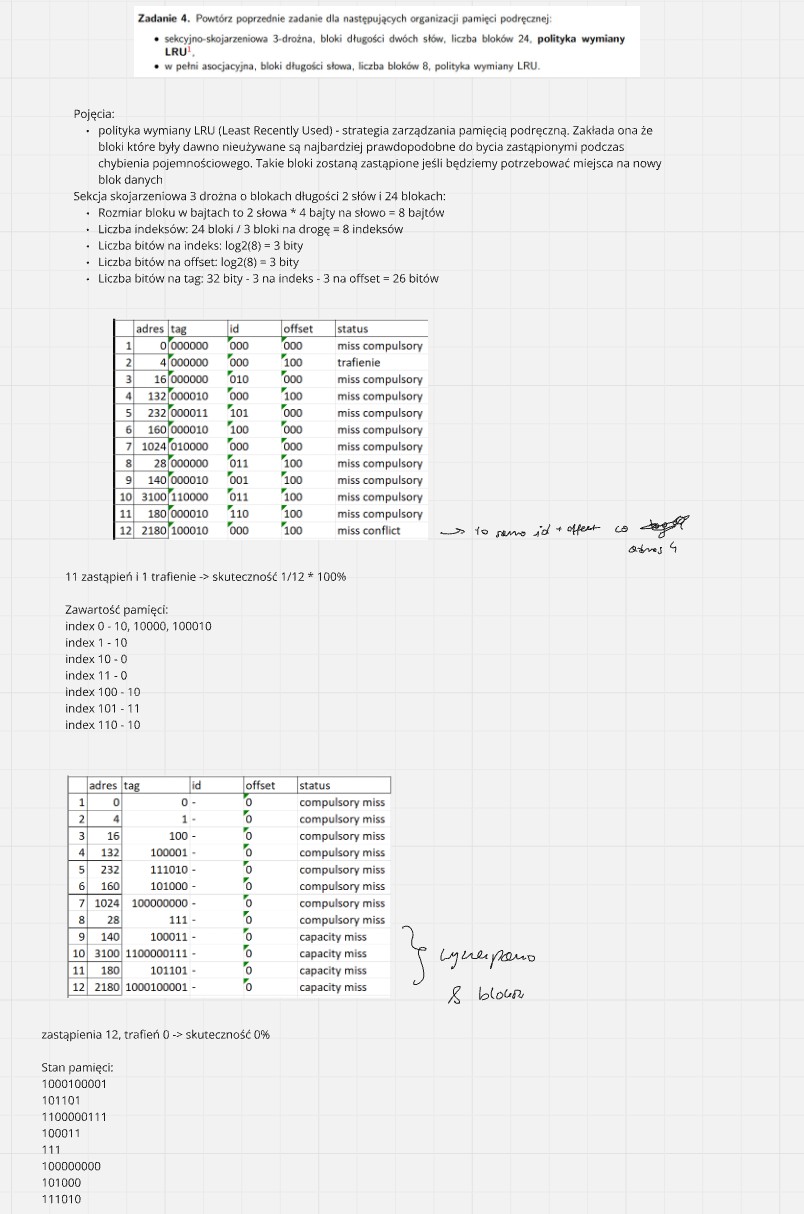 Zadanie 4. Powtórz poprzednie zadanie dla następujących organizacji pamięci podręcznej:
• sekcyjno-skojarzeniowa 3-drożna, bloki długości dwóch słów, liczba bloków 24, polityka wymiany
LRU¹,
• w pełni asocjacyjna, bloki długości słowa, liczba bloków 8, polityka wymiany LRU.
Pojęcia:
• polityka wymiany LRU (Least Recently Used) - strategia zarządzania pamięcią podręczną. Zakłada ona że
bloki które były dawno nieużywane są najbardziej prawdopodobne do bycia zastąpionymi podczas
chybienia pojemnościowego. Takie bloki zostaną zastąpione jeśli będziemy potrzebować miejsca na nowy
blok danych
Sekcja skojarzeniowa 3 drożna o blokach długości 2 słów i 24 blokach:
• Rozmiar bloku w bajtach to 2 słowa * 4 bajty na słowo = 8 bajtów
• Liczba indeksów: 24 bloki / 3 bloki na drogę = 8 indeksów
• Liczba bitów na indeks: log2(8) = 3 bity
• Liczba bitów na offset: log2(8) = 3 bity
• Liczba bitów na tag: 32 bity - 3 na indeks - 3 na offset = 26 bitów
adres tag id offset status
1 0 000000 000 000 miss compulsory
2 4 000000 000 100 trafienie
3 16 000000 010 000 miss compulsory
4 132 000010 000 100 miss compulsory
5 232 000011 101 000 miss compulsory
6 160 000010 100 000 miss compulsory
7 1024 010000 000 000 miss compulsory
8 28 000000 011 100 miss compulsory
9 140 000010 001 100 miss compulsory
10 3100 110000 011 100 miss compulsory
11 180 000010 110 100 miss compulsory
12 2180 100010 000 100 miss conflict
→ to samo id + offset co
adres 4
11 zastąpień i 1 trafienie -> skuteczność 1/12 * 100%
Zawartość pamięci:
index 0 - 10, 10000, 100010
index 1 - 10
index 10 - 0
index 11 - 0
index 100 - 10
index 101 - 11
index 110 - 10
adres tag id offset status
1 0 0 - 0 compulsory miss
2 4 1 - 0 compulsory miss
3 16 100 - 0 compulsory miss
4 132 100001 - 0 compulsory miss
5 232 111010 - 0 compulsory miss
6 160 101000 - 0 compulsory miss
7 1024 100000000 - 0 compulsory miss
8 28 111 - 0 compulsory miss
9 140 100011 - 0 capacity miss
10 3100 1100000111 - 0 capacity miss
11 180 101101 - 0 capacity miss
12 2180 1000100001 - 0 capacity miss
wyczerpano
8 bloków
zastąpienia 12, trafień 0 -> skuteczność 0%
Stan pamięci:
1000100001
101101
1100000111
100011
111
100000000
101000
111010